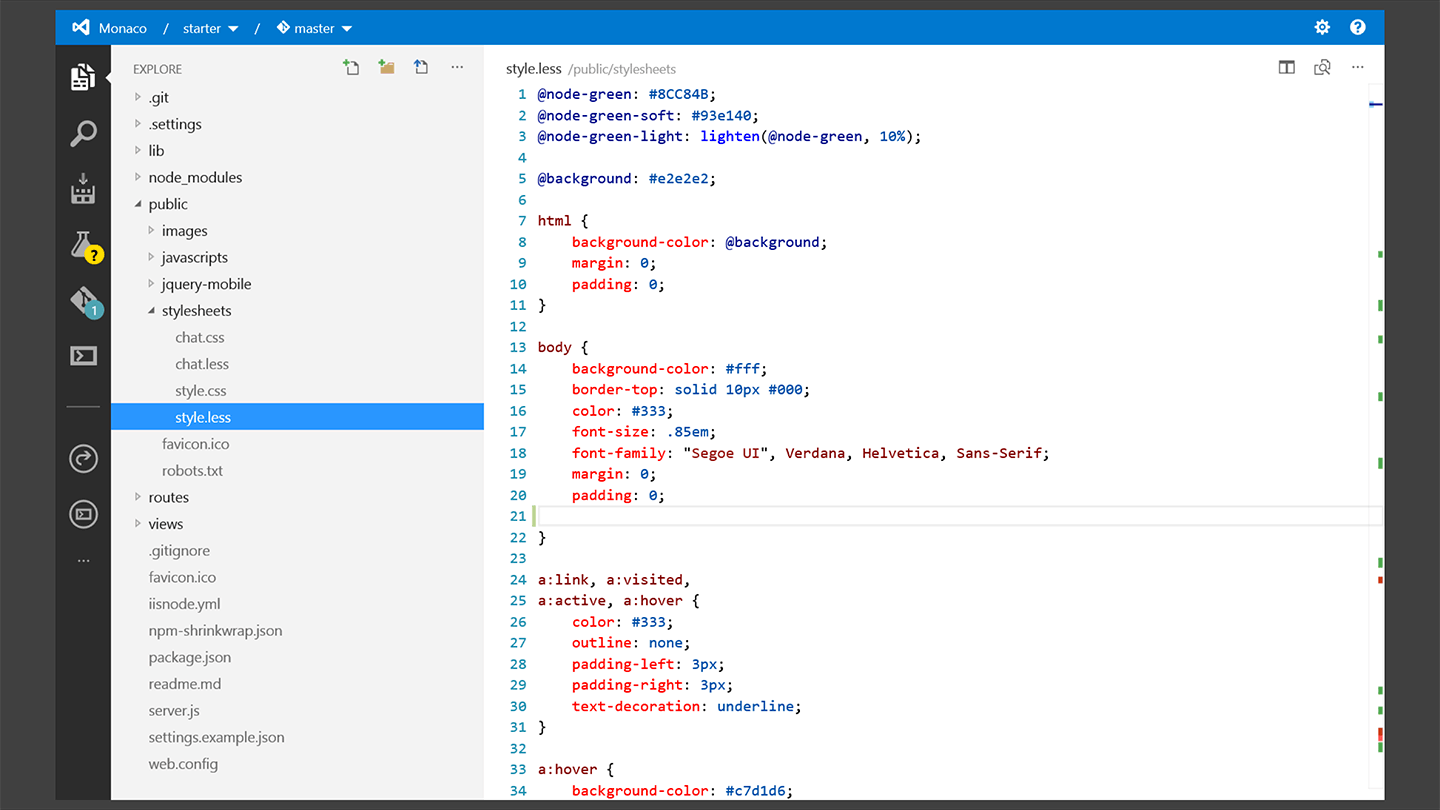 Monaco / starter / master
EXPLORE
.git
.settings
lib
node_modules
public
images
javascripts
jquery-mobile
stylesheets
chat.css
chat.less
style.css
style.less
favicon.ico
robots.txt
routes
views
.gitignore
favicon.ico
iisnode.yml
npm-shrinkwrap.json
package.json
readme.md
server.js
settings.example.json
web.config
?
1
...
style.less /public/stylesheets
1 @node-green: #8CC84B;
2 @node-green-soft: #93e140;
3 @node-green-light: lighten(@node-green, 10%);
4
5 @background: #e2e2e2;
6
7 html {
8     background-color: @background;
9     margin: 0;
10     padding: 0;
11 }
12
13 body {
14     background-color: #fff;
15     border-top: solid 10px #000;
16     color: #333;
17     font-size: .85em;
18     font-family: "Segoe UI", Verdana, Helvetica, Sans-Serif;
19     margin: 0;
20     padding: 0;
21
22 }
23
24 a:link, a:visited,
25 a:active, a:hover {
26     color: #333;
27     outline: none;
28     padding-left: 3px;
29     padding-right: 3px;
30     text-decoration: underline;
31 }
32
33 a:hover {
34     background-color: #c7d1d6;